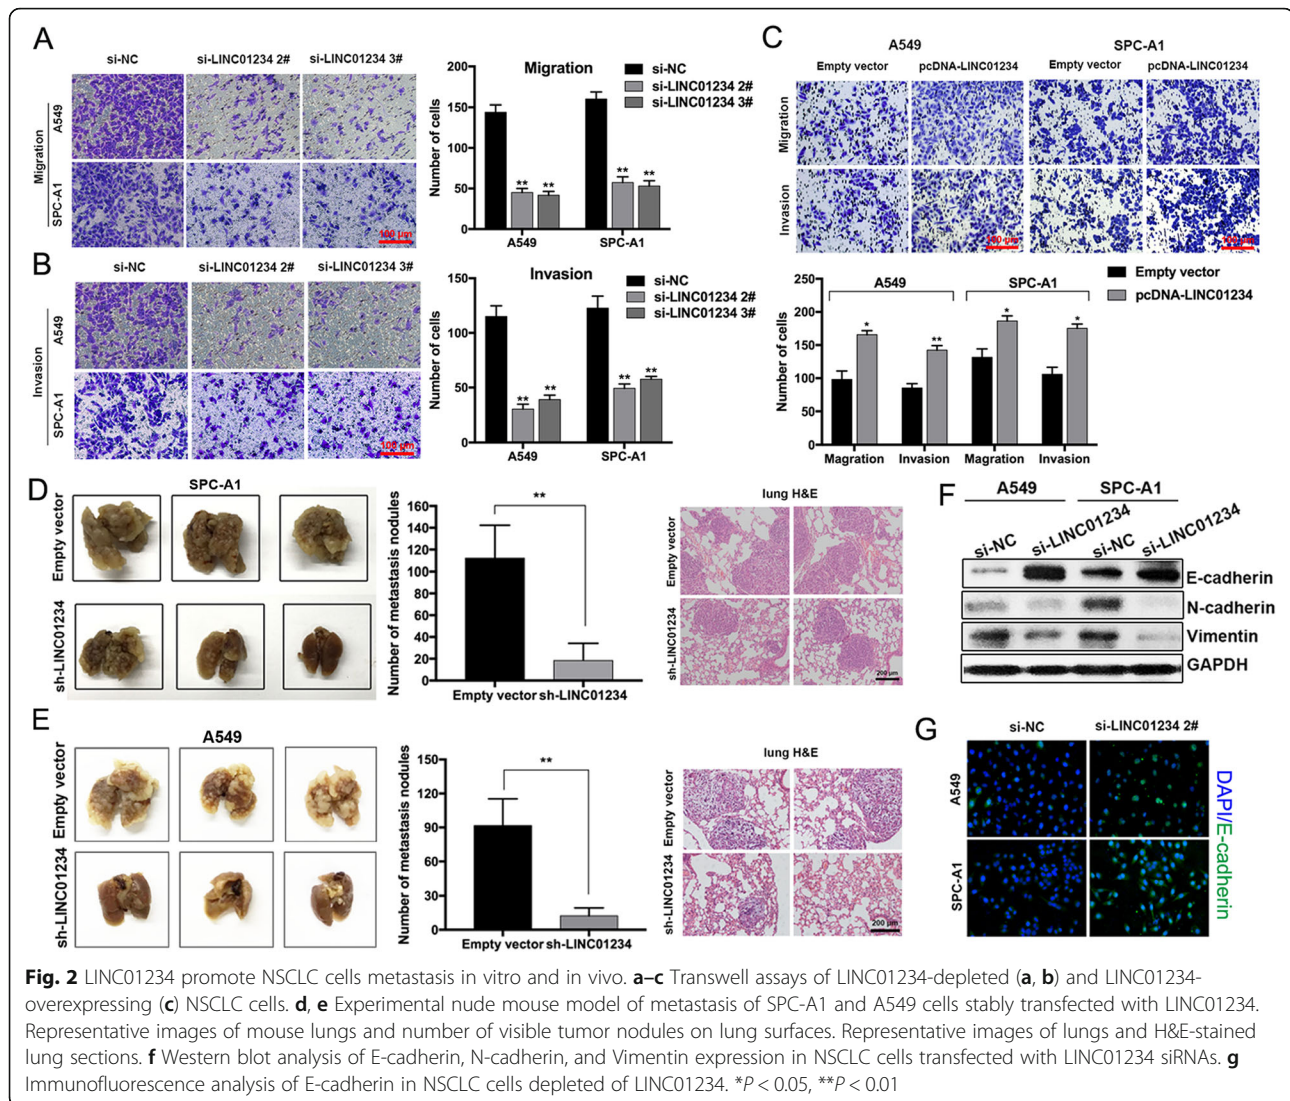 A
si-NC si-LINC01234 2# si-LINC01234 3#
Migration
A549
SPC-A1
100 μm
Migration
si-NC
si-LINC01234 2#
si-LINC01234 3#
Number of cells
200
150
100
50
0
** ** ** **
A549 SPC-A1
B
si-NC si-LINC01234 2# si-LINC01234 3#
Invasion
A549
SPC-A1
100 μm
Invasion
si-NC
si-LINC01234 2#
si-LINC01234 3#
Number of cells
150
100
50
0
** ** ** **
A549 SPC-A1
C
A549 SPC-A1
Empty vector pcDNA-LINC01234 Empty vector pcDNA-LINC01234
Migration
Invasion
100 μm 100 μm
Empty vector
pcDNA-LINC01234
A549 SPC-A1
Number of cells
250
200
150
100
50
0
* ** * *
Magration Invasion Magration Invasion
D
SPC-A1
Empty vector
sh-LINC01234
Number of metastasis nodules
160
140
120
100
80
60
40
20
0
**
Empty vector sh-LINC01234
lung H&E
Empty vector
sh-LINC01234
200 μm
E
A549
Empty vector
sh-LINC01234
Number of metastasis nodules
150
120
90
60
30
0
**
Empty vector sh-LINC01234
lung H&E
Empty vector
sh-LINC01234
200 μm
F
A549 SPC-A1
si-NC si-LINC01234 si-NC si-LINC01234
E-cadherin
N-cadherin
Vimentin
GAPDH
G
si-NC si-LINC01234 2#
A549
SPC-A1
DAPI/E-cadherin
Fig. 2 LINC01234 promote NSCLC cells metastasis in vitro and in vivo. a–c Transwell assays of LINC01234-depleted (a, b) and LINC01234-
overexpressing (c) NSCLC cells. d, e Experimental nude mouse model of metastasis of SPC-A1 and A549 cells stably transfected with LINC01234.
Representative images of mouse lungs and number of visible tumor nodules on lung surfaces. Representative images of lungs and H&E-stained
lung sections. f Western blot analysis of E-cadherin, N-cadherin, and Vimentin expression in NSCLC cells transfected with LINC01234 siRNAs. g
Immunofluorescence analysis of E-cadherin in NSCLC cells depleted of LINC01234. *P < 0.05, **P < 0.01